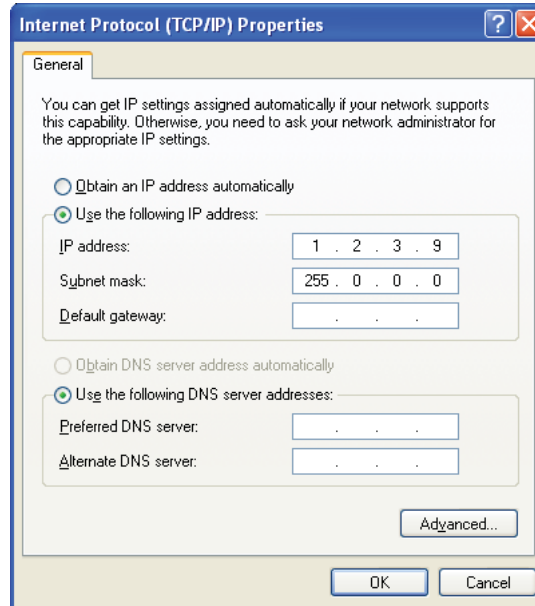 Internet Protocol (TCP/IP) Properties
General
You can get IP settings assigned automatically if your network supports
this capability. Otherwise, you need to ask your network administrator for
the appropriate IP settings.
Obtain an IP address automatically
Use the following IP address:
IP address: 1 . 2 . 3 . 9
Subnet mask: 255 . 0 . 0 . 0
Default gateway: . . .
Obtain DNS server address automatically
Use the following DNS server addresses:
Preferred DNS server: . . .
Alternate DNS server: . . .
Advanced...
OK Cancel